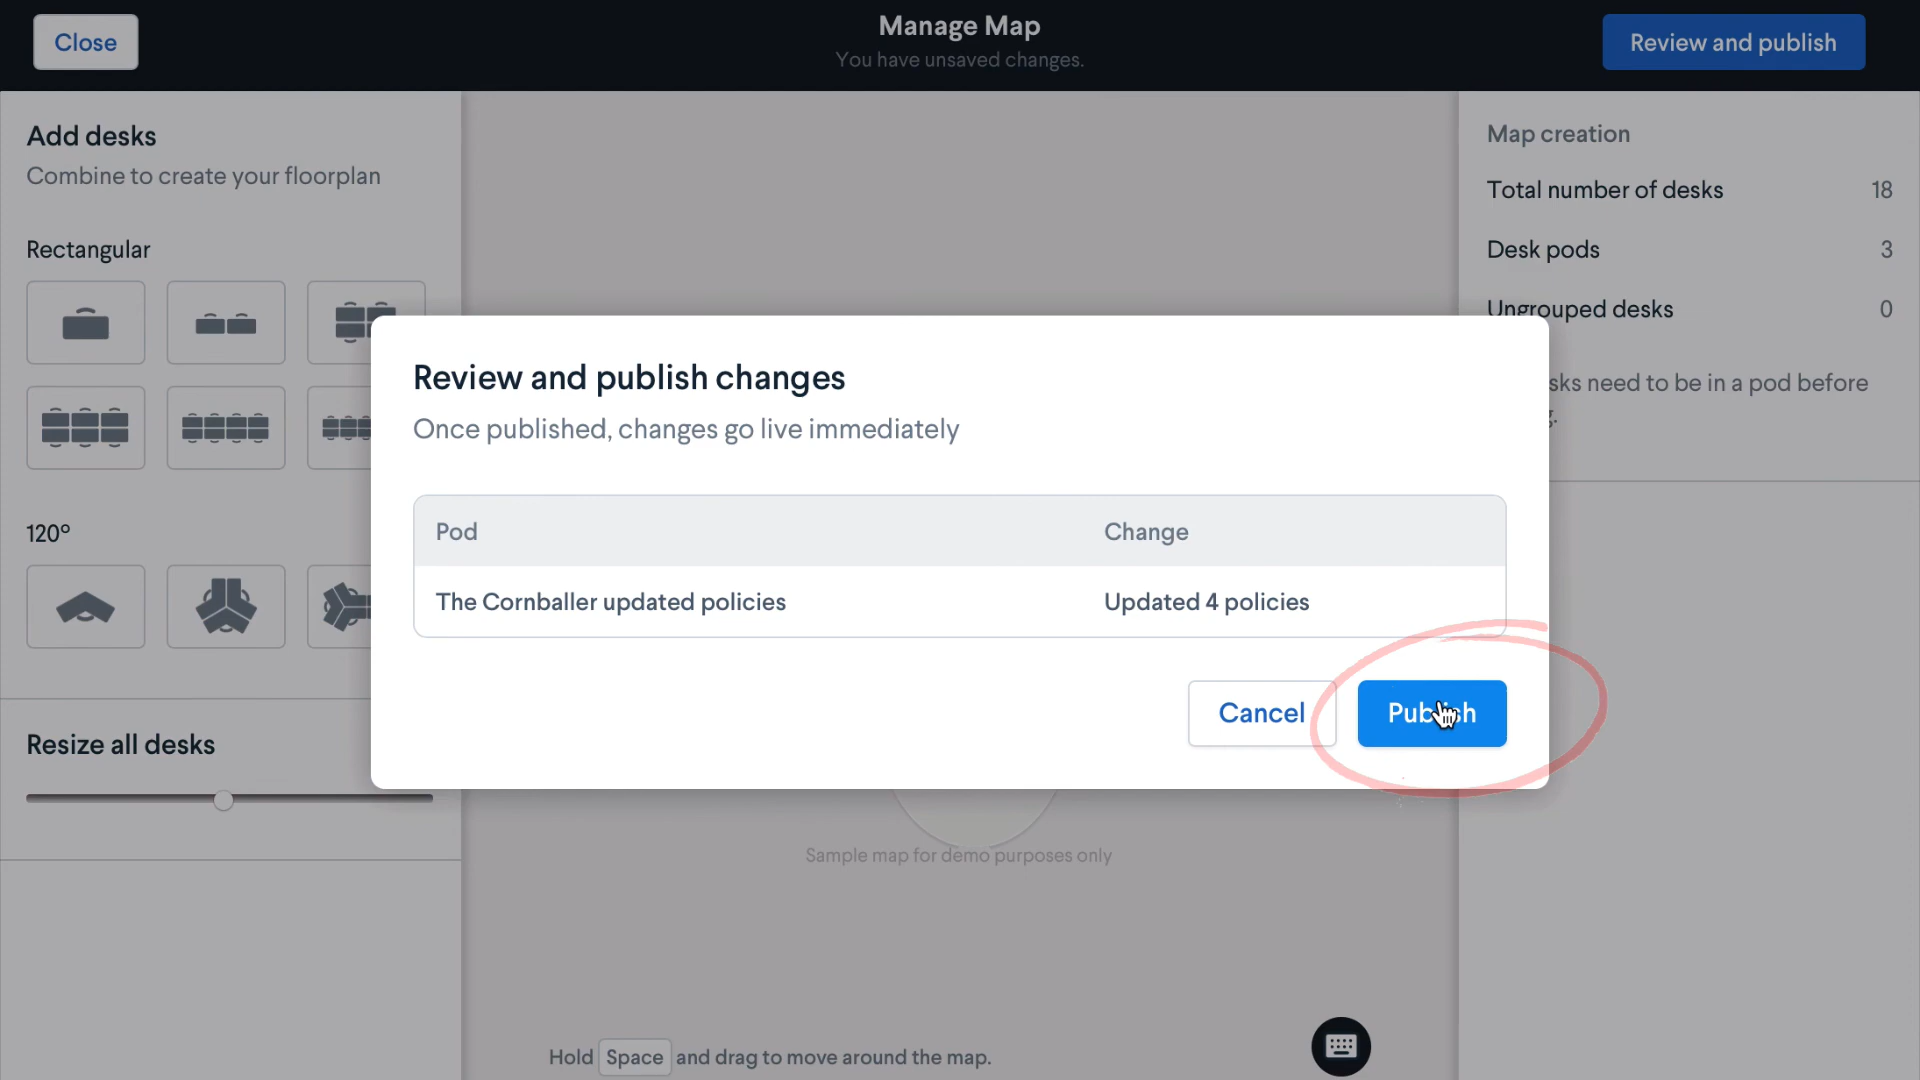 Close
Manage Map
You have unsaved changes.
Review and publish
Add desks
Combine to create your floorplan
Rectangular
120°
Resize all desks
Map creation
Total number of desks 18
Desk pods 3
Ungrouped desks 0
need to be in a pod before
Review and publish changes
Once published, changes go live immediately
Pod Change
The Cornballer updated policies Updated 4 policies
Cancel Publish
Sample map for demo purposes only
Hold Space and drag to move around the map.